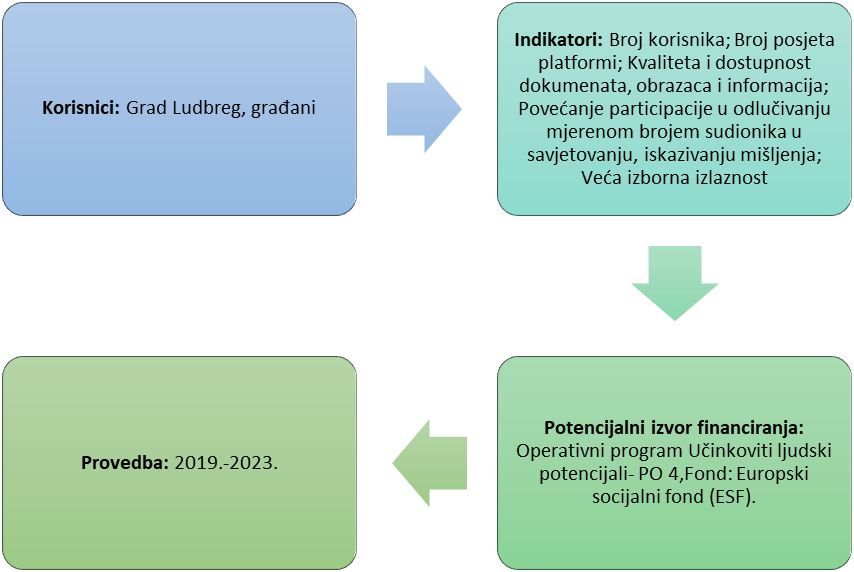 Korisnici: Grad Ludbreg, građani
Indikatori: Broj korisnika; Broj posjeta
platformi; Kvaliteta i dostupnost
dokumenata, obrazaca i informacija;
Povećanje participacije u odlučivanju
mjerenom brojem sudionika u
savjetovanju, iskazivanju mišljenja;
Veća izborna izlaznost
Potencijalni izvor financiranja:
Operativni program Učinkoviti ljudski
potencijali- PO 4,Fond: Europski
socijalni fond (ESF).
Provedba: 2019.-2023.